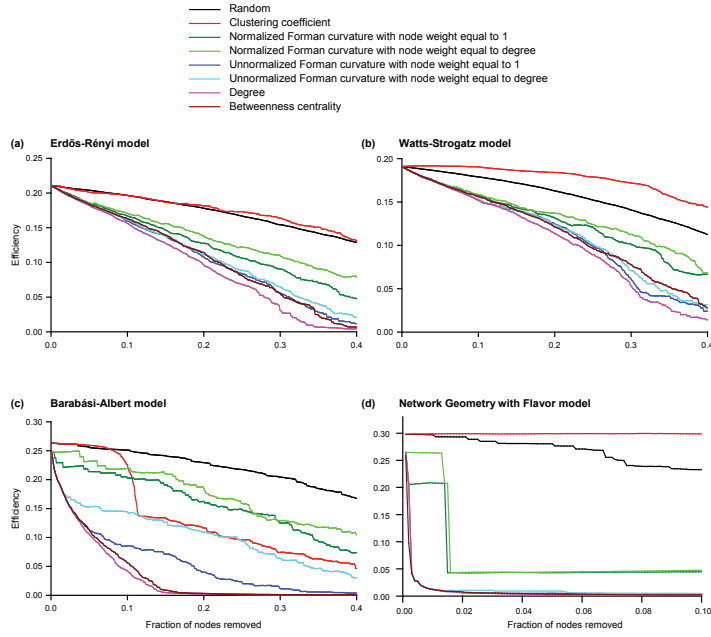 Random
Clustering coefficient
Normalized Forman curvature with node weight equal to 1
Normalized Forman curvature with node weight equal to degree
Unnormalized Forman curvature with node weight equal to 1
Unnormalized Forman curvature with node weight equal to degree
Degree
Betweenness centrality
(a) Erdős-Rényi model
0.25
0.20
0.15
0.10
0.05
0.00
Efficiency
0.0 0.1 0.2 0.3 0.4
(b) Watts-Strogatz model
0.20
0.15
0.10
0.05
0.00
0.0 0.1 0.2 0.3 0.4
(c) Barabási-Albert model
0.30
0.25
0.20
0.15
0.10
0.05
0.00
Efficiency
0.0 0.1 0.2 0.3 0.4
Fraction of nodes removed
(d) Network Geometry with Flavor model
0.30
0.25
0.20
0.15
0.10
0.05
0.00
0.00 0.02 0.04 0.06 0.08 0.10
Fraction of nodes removed